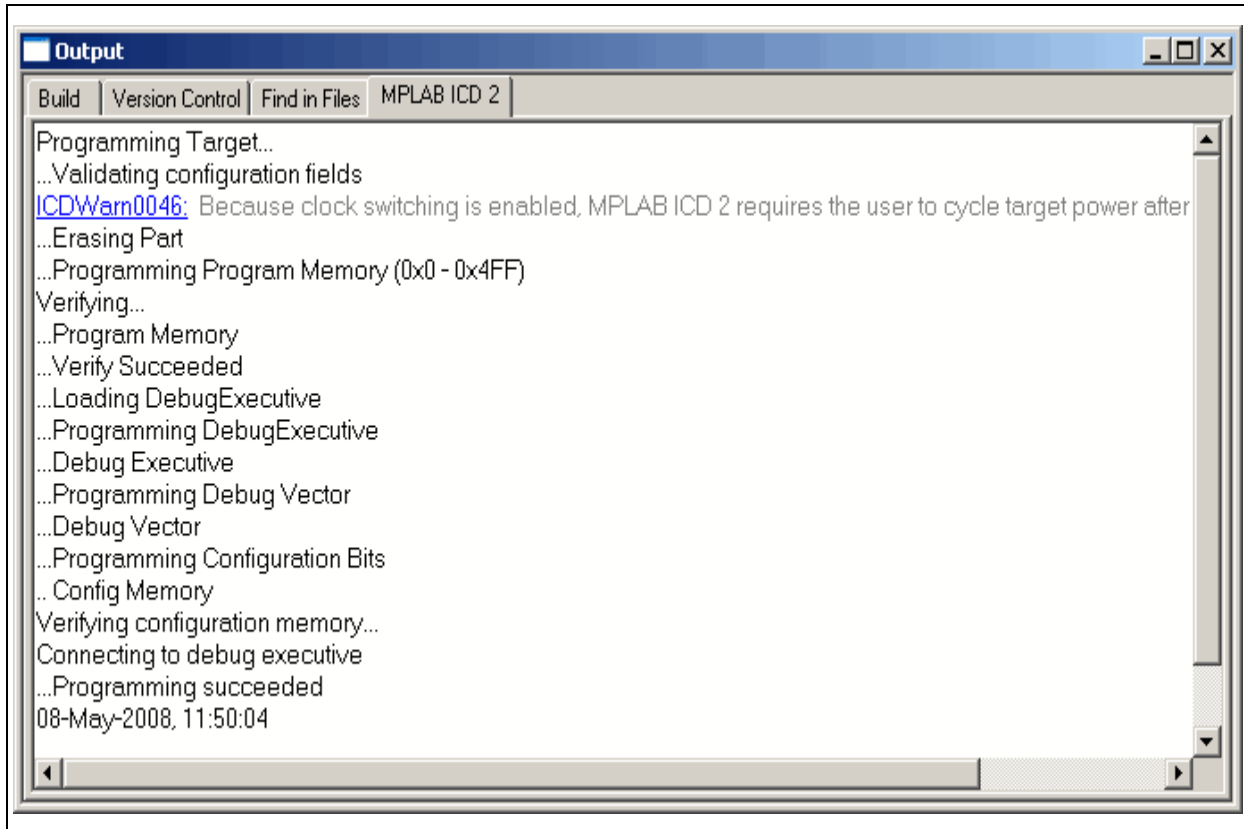 Output
Build Version Control Find in Files MPLAB ICD 2
Programming Target...
...Validating configuration fields
ICDWarn0046: Because clock switching is enabled, MPLAB ICD 2 requires the user to cycle target power after
...Erasing Part
...Programming Program Memory (0x0 - 0x4FF)
Verifying...
...Program Memory
...Verify Succeeded
...Loading DebugExecutive
...Programming DebugExecutive
...Debug Executive
...Programming Debug Vector
...Debug Vector
...Programming Configuration Bits
.. Config Memory
Verifying configuration memory...
Connecting to debug executive
...Programming succeeded
08-May-2008, 11:50:04